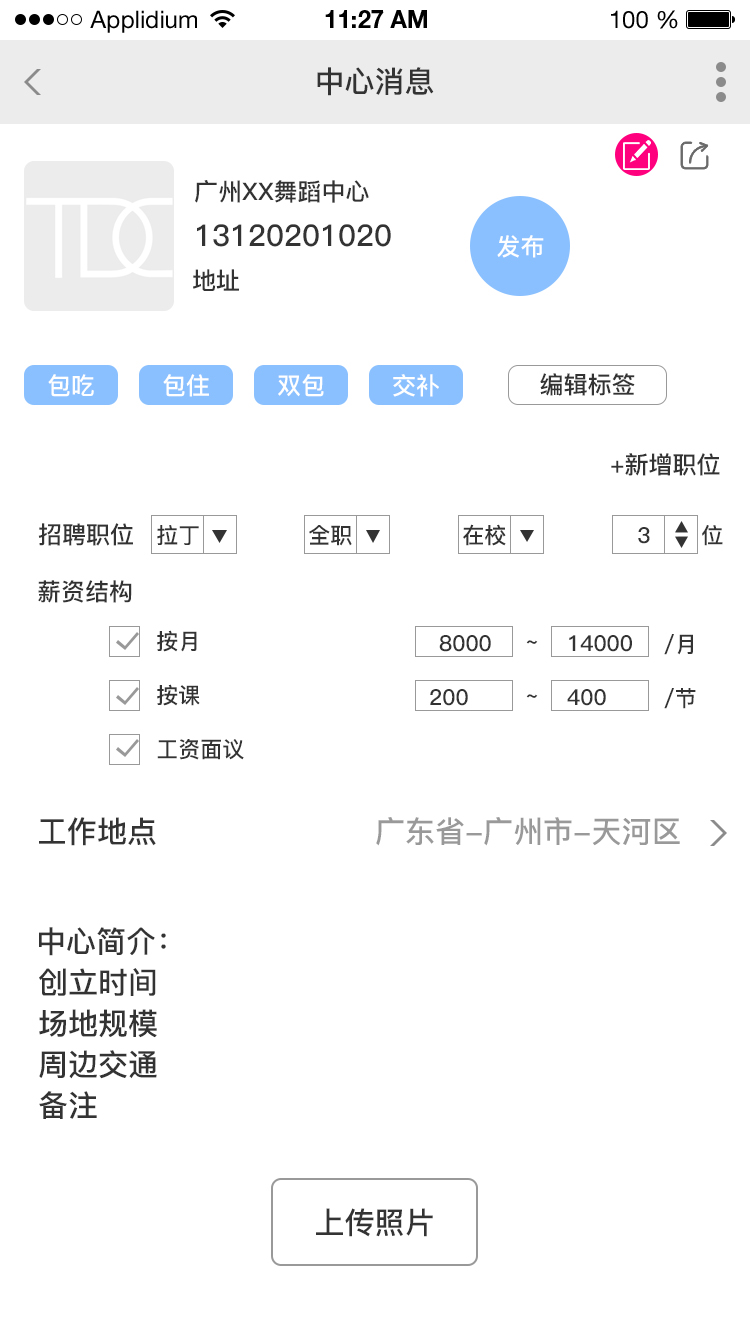 Applidium 11:27 AM 100 %
中心消息
TDC
广州XX舞蹈中心
13120201020
地址
发布
包吃 包住 双包 交补 编辑标签
+新增职位
招聘职位 拉丁 全职 在校 3 位
薪资结构
按月 8000 ~ 14000 /月
按课 200 ~ 400 /节
工资面议
工作地点 广东省-广州市-天河区
中心简介:
创立时间
场地规模
周边交通
备注
上传照片